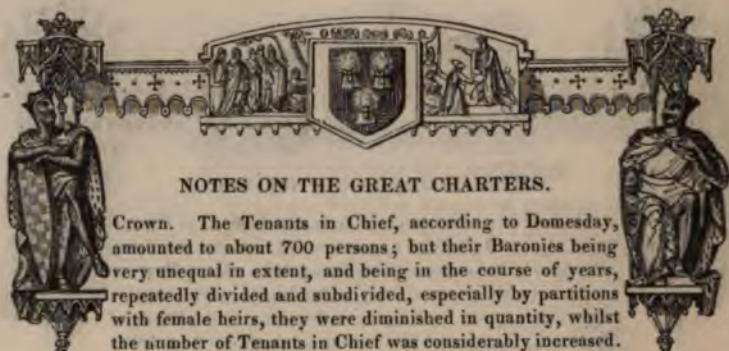 NOTES ON THE GREAT CHARTERS.
Crown. The Tenants in Chief, according to Domesday,
amounted to about 700 persons; but their Baronies being
very unequal in extent, and being in the course of years,
repeatedly divided and subdivided, especially by partitions
with female heirs, they were diminished in quantity, whilst
the number of Tenants in Chief was considerably increased.